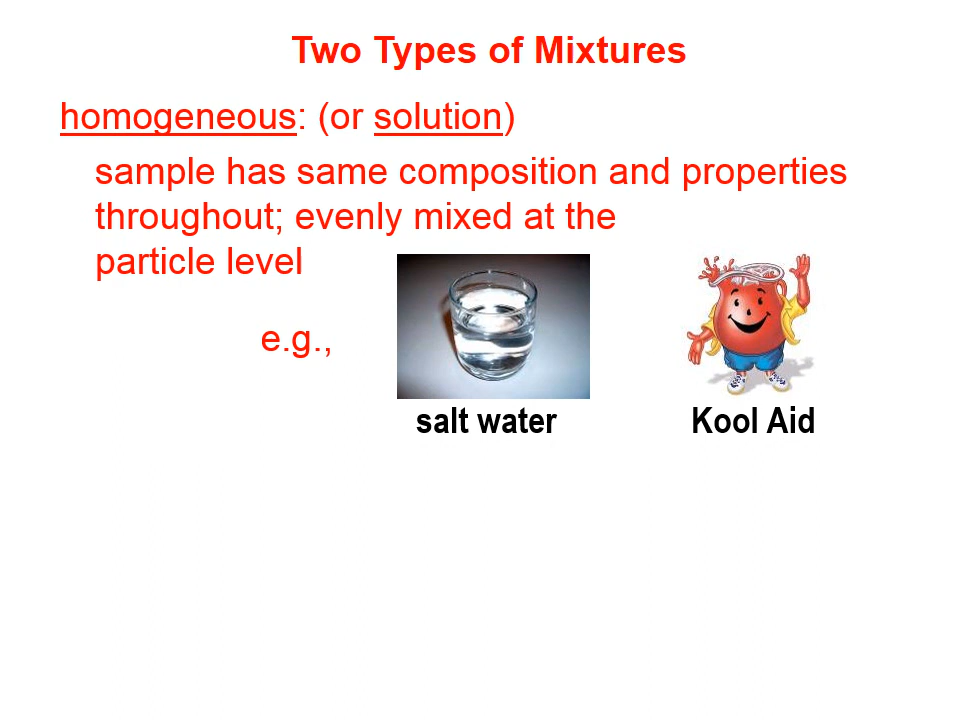 Two Types of Mixtures
homogeneous: (or solution)
sample has same composition and properties
throughout; evenly mixed at the
particle level
e.g.,
salt water
Kool Aid